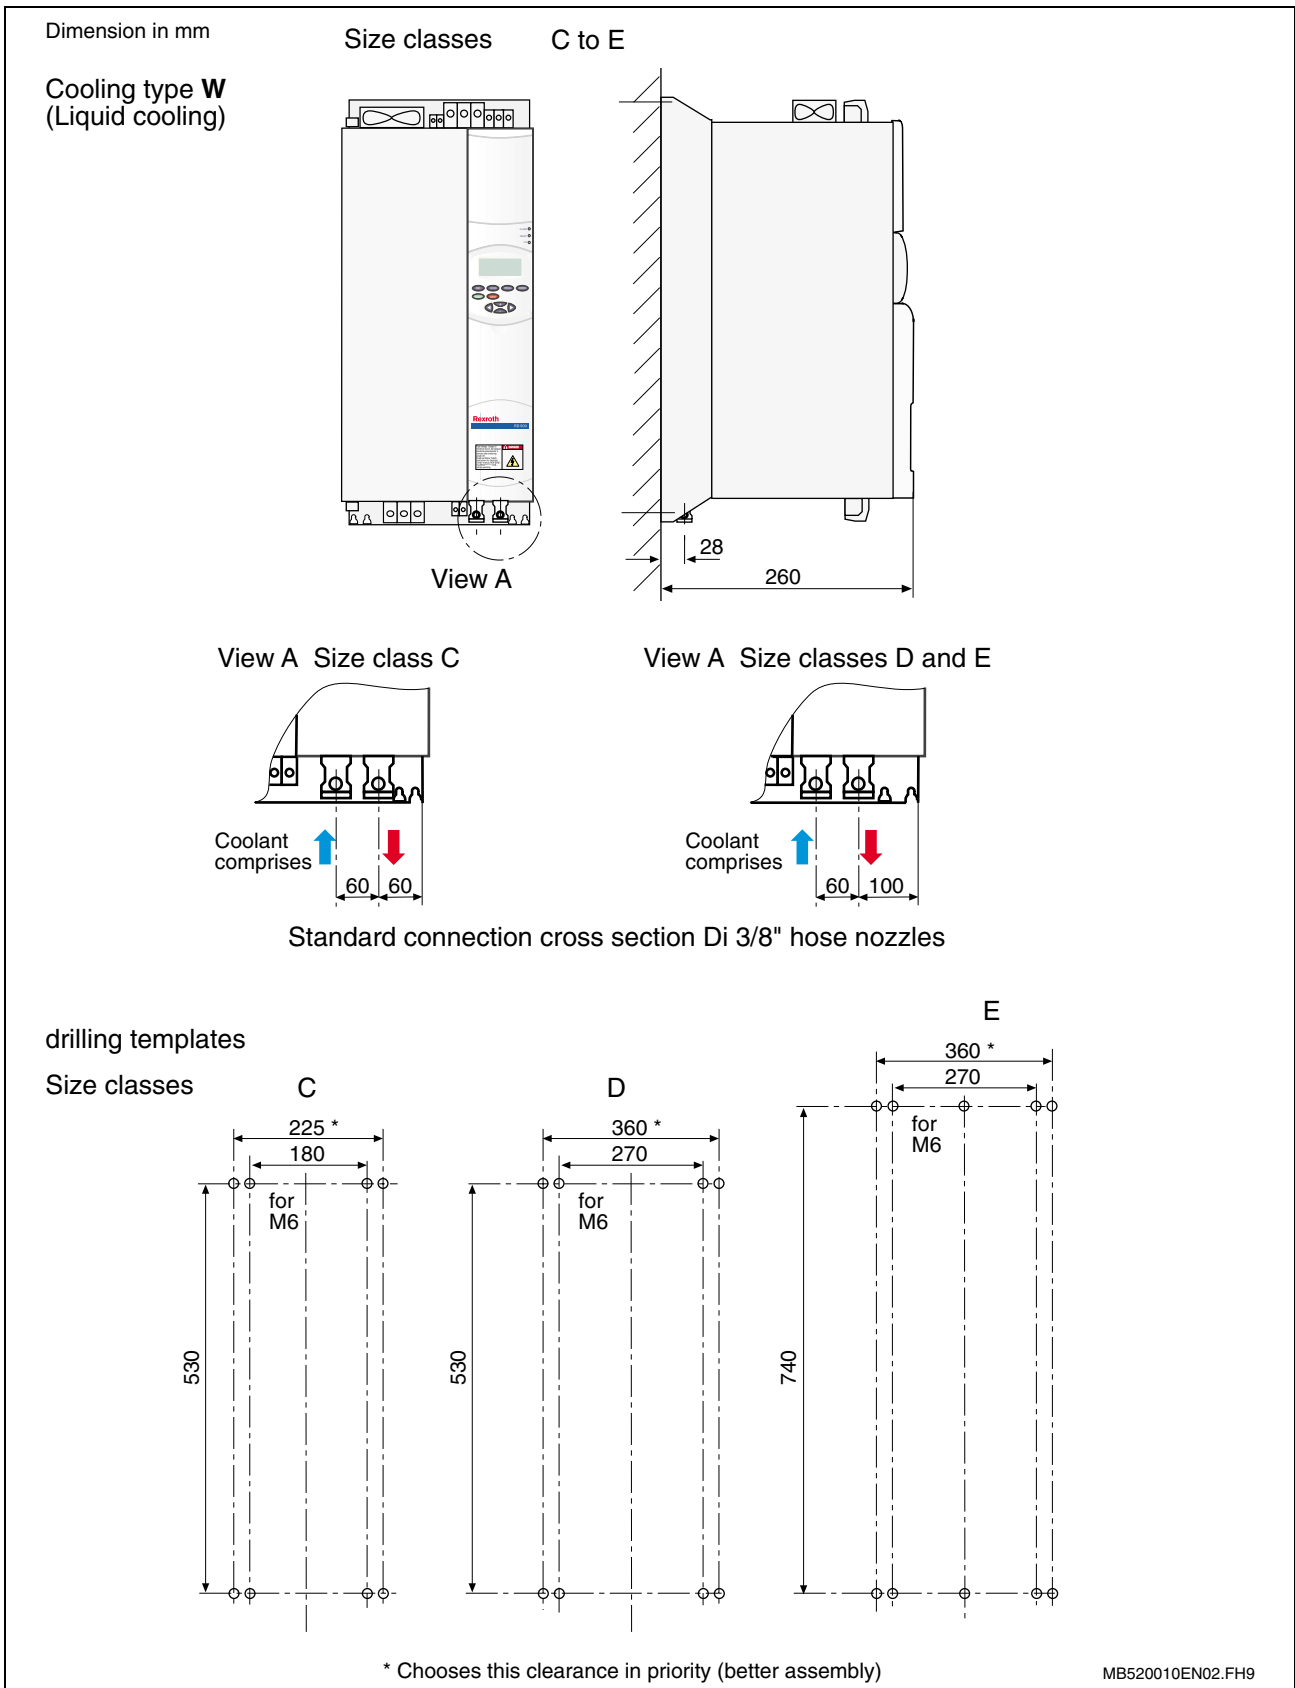 Dimension in mm
Size classes C to E
Cooling type W
(Liquid cooling)
Rexroth
View A
28
260
View A Size class C
View A Size classes D and E
Coolant
comprises
60 60
Coolant
comprises
60 100
Standard connection cross section Di 3/8" hose nozzles
drilling templates
Size classes
C
225 *
180
for
M6
530
D
360 *
270
for
M6
530
E
360 *
270
for
M6
740
* Chooses this clearance in priority (better assembly)
MB520010EN02.FH9